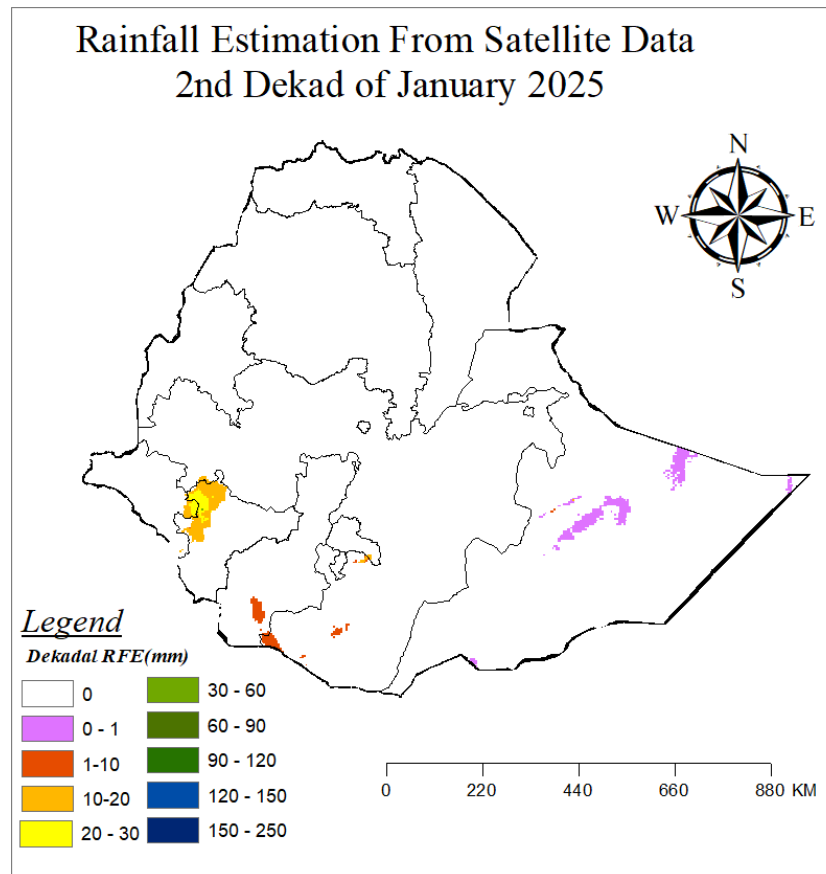 Rainfall Estimation From Satellite Data
2nd Dekad of January 2025
N
W
E
S
Legend
Dekadal RFE(mm)
0
0 - 1
1-10
10-20
20 - 30
30 - 60
60 - 90
90 - 120
120 - 150
150 - 250
0 220 440 660 880 KM